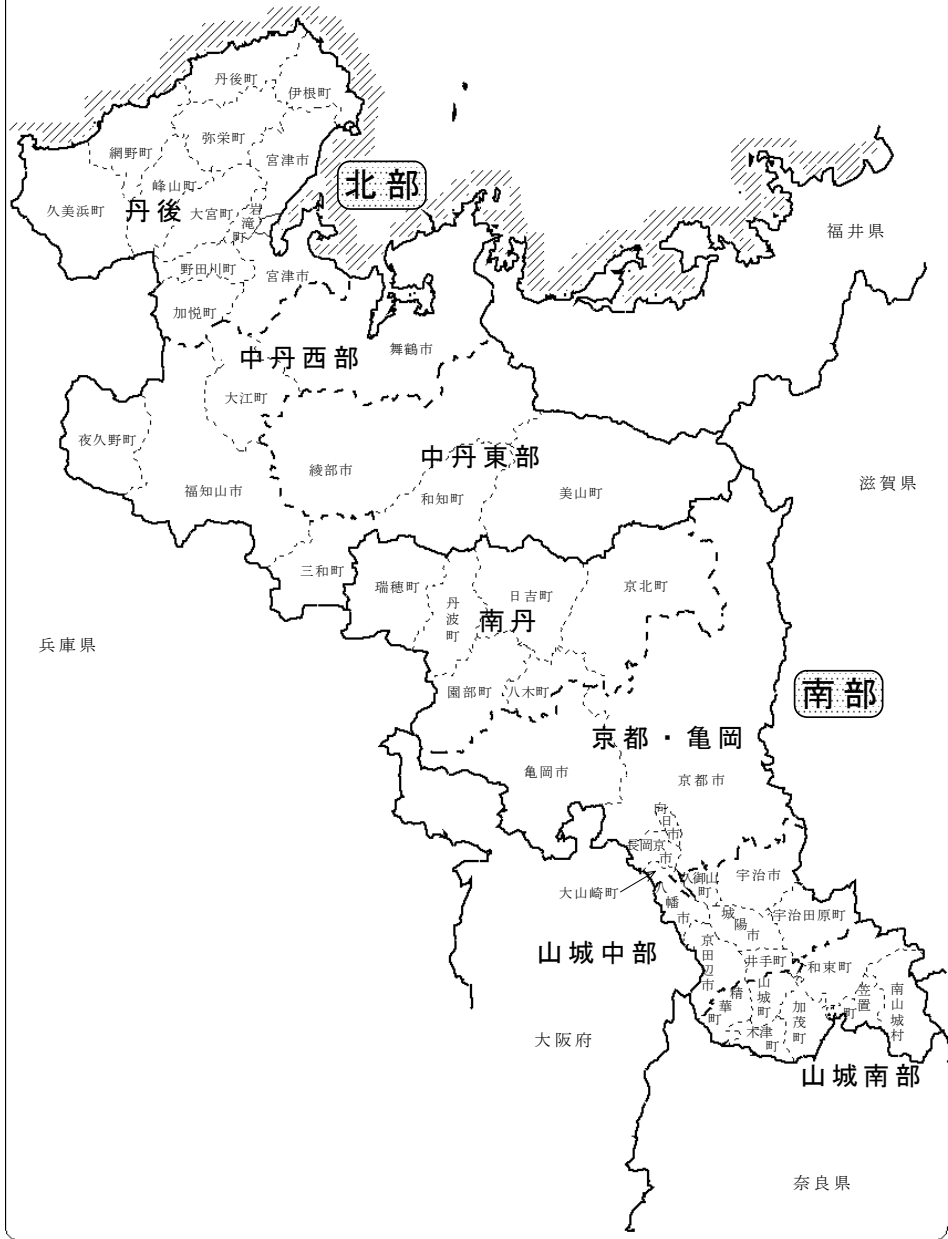 丹後町
伊根町
弥栄町
網野町
宮津市
北部
峰山町
久美浜町
丹後
大宮町
岩滝町
福井県
野田川町
宮津市
加悦町
舞鶴市
中丹西部
大江町
夜久野町
中丹東部
綾部市
福知山市
和知町
美山町
滋賀県
三和町
瑞穂町
丹波町
日吉町
京北町
南丹
兵庫県
園部町
八木町
南部
京都・亀岡
亀岡市
京都市
向日市
長岡京市
大山崎町
八幡市
久御山町
宇治市
城陽市
宇治田原町
山城中部
京田辺市
井手町
和束町
精華町
山城町
加茂町
笠置町
南山城村
木津町
大阪府
山城南部
奈良県